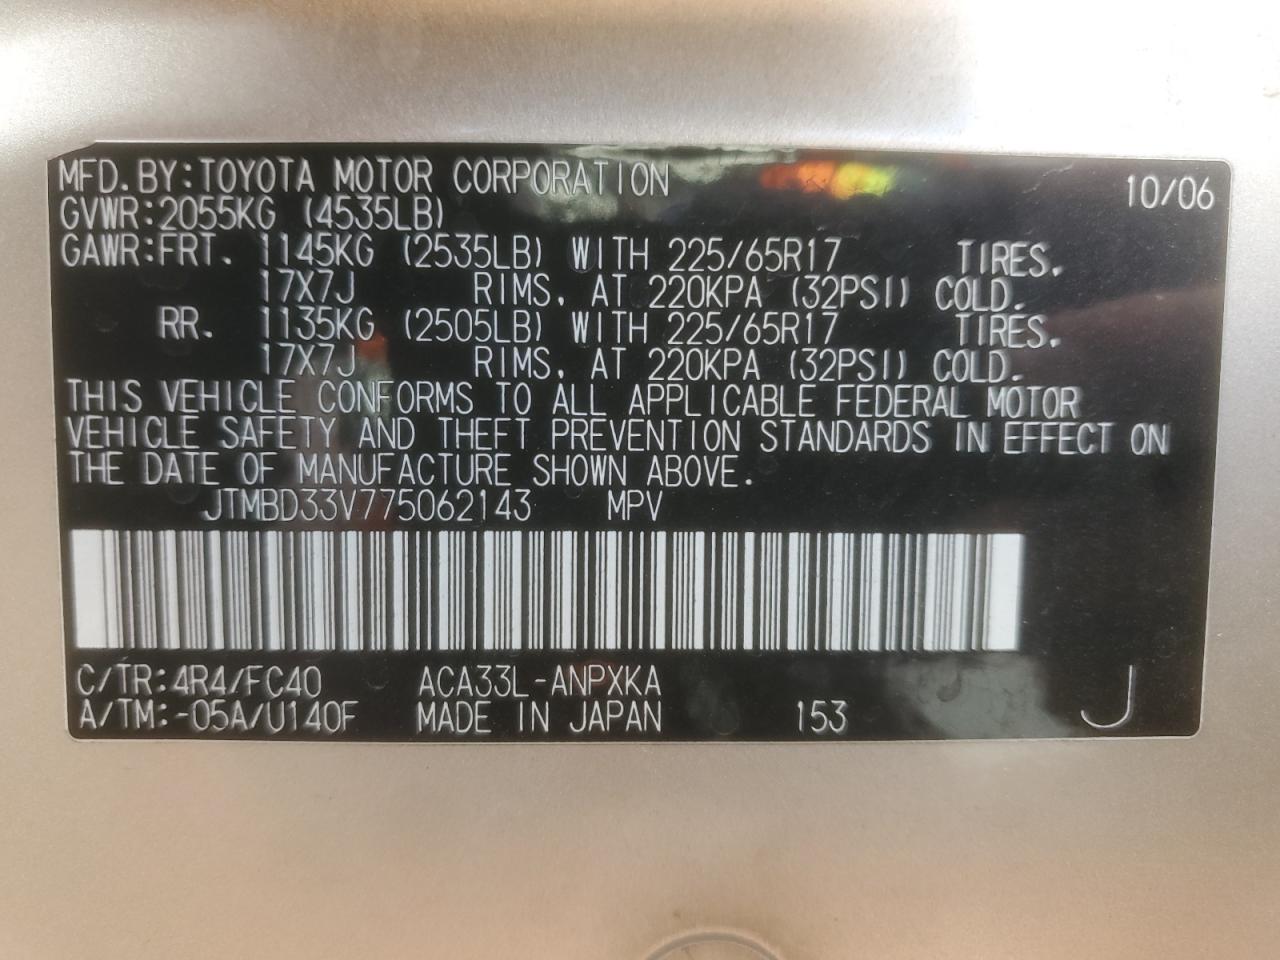 MFD. BY: TOYOTA MOTOR CORPORATION 10/06
GVWR: 2055KG (4535LB)
GAWR: FRT. 1145KG (2535LB) WITH 225/65R17 TIRES,
17X7J RIMS, AT 220KPA (32PSI) COLD.
RR. 1135KG (2505LB) WITH 225/65R17 TIRES,
17X7J RIMS, AT 220KPA (32PSI) COLD.
THIS VEHICLE CONFORMS TO ALL APPLICABLE FEDERAL MOTOR
VEHICLE SAFETY AND THEFT PREVENTION STANDARDS IN EFFECT ON
THE DATE OF MANUFACTURE SHOWN ABOVE.
JTMBD33V775062143 MPV
C/TR: 4R4/FC40 ACA33L-ANPXKA
A/TM: -05A/U140F MADE IN JAPAN 153 J